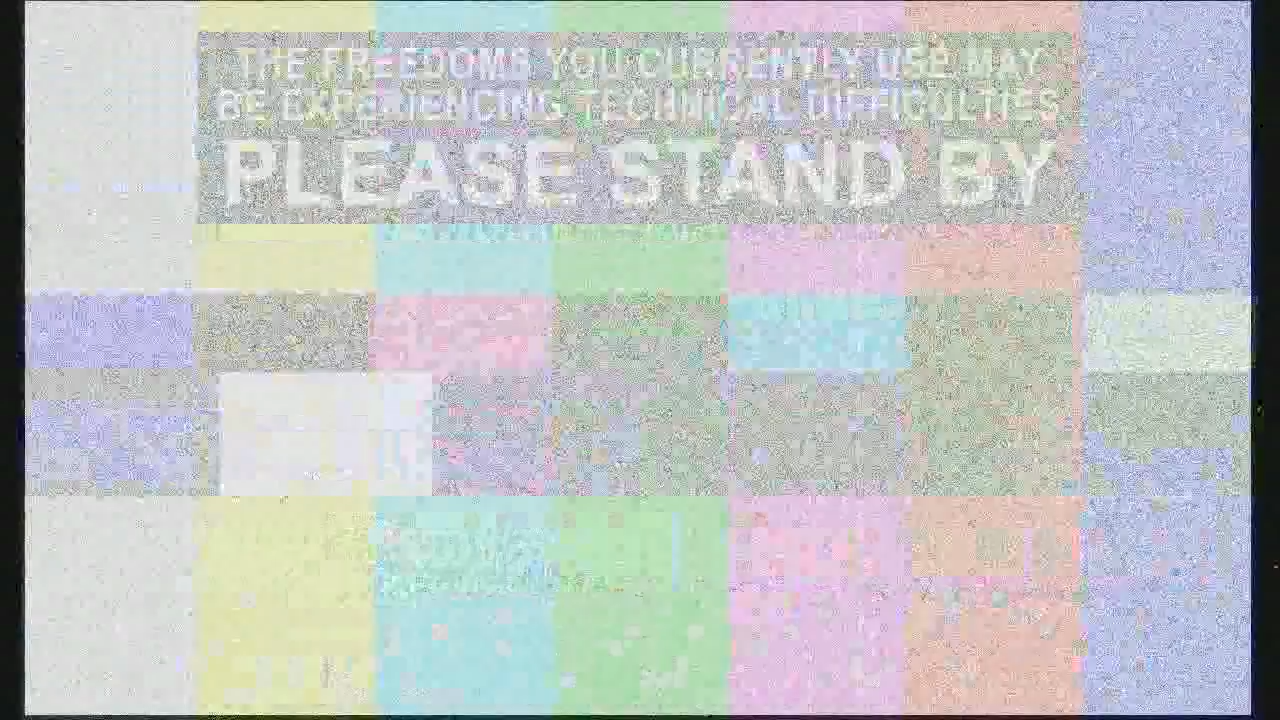 THE FREEDOMS YOU CURRENTLY USE MAY
BE EXPERIENCING TECHNICAL DIFFICULTIES
PLEASE STAND BY